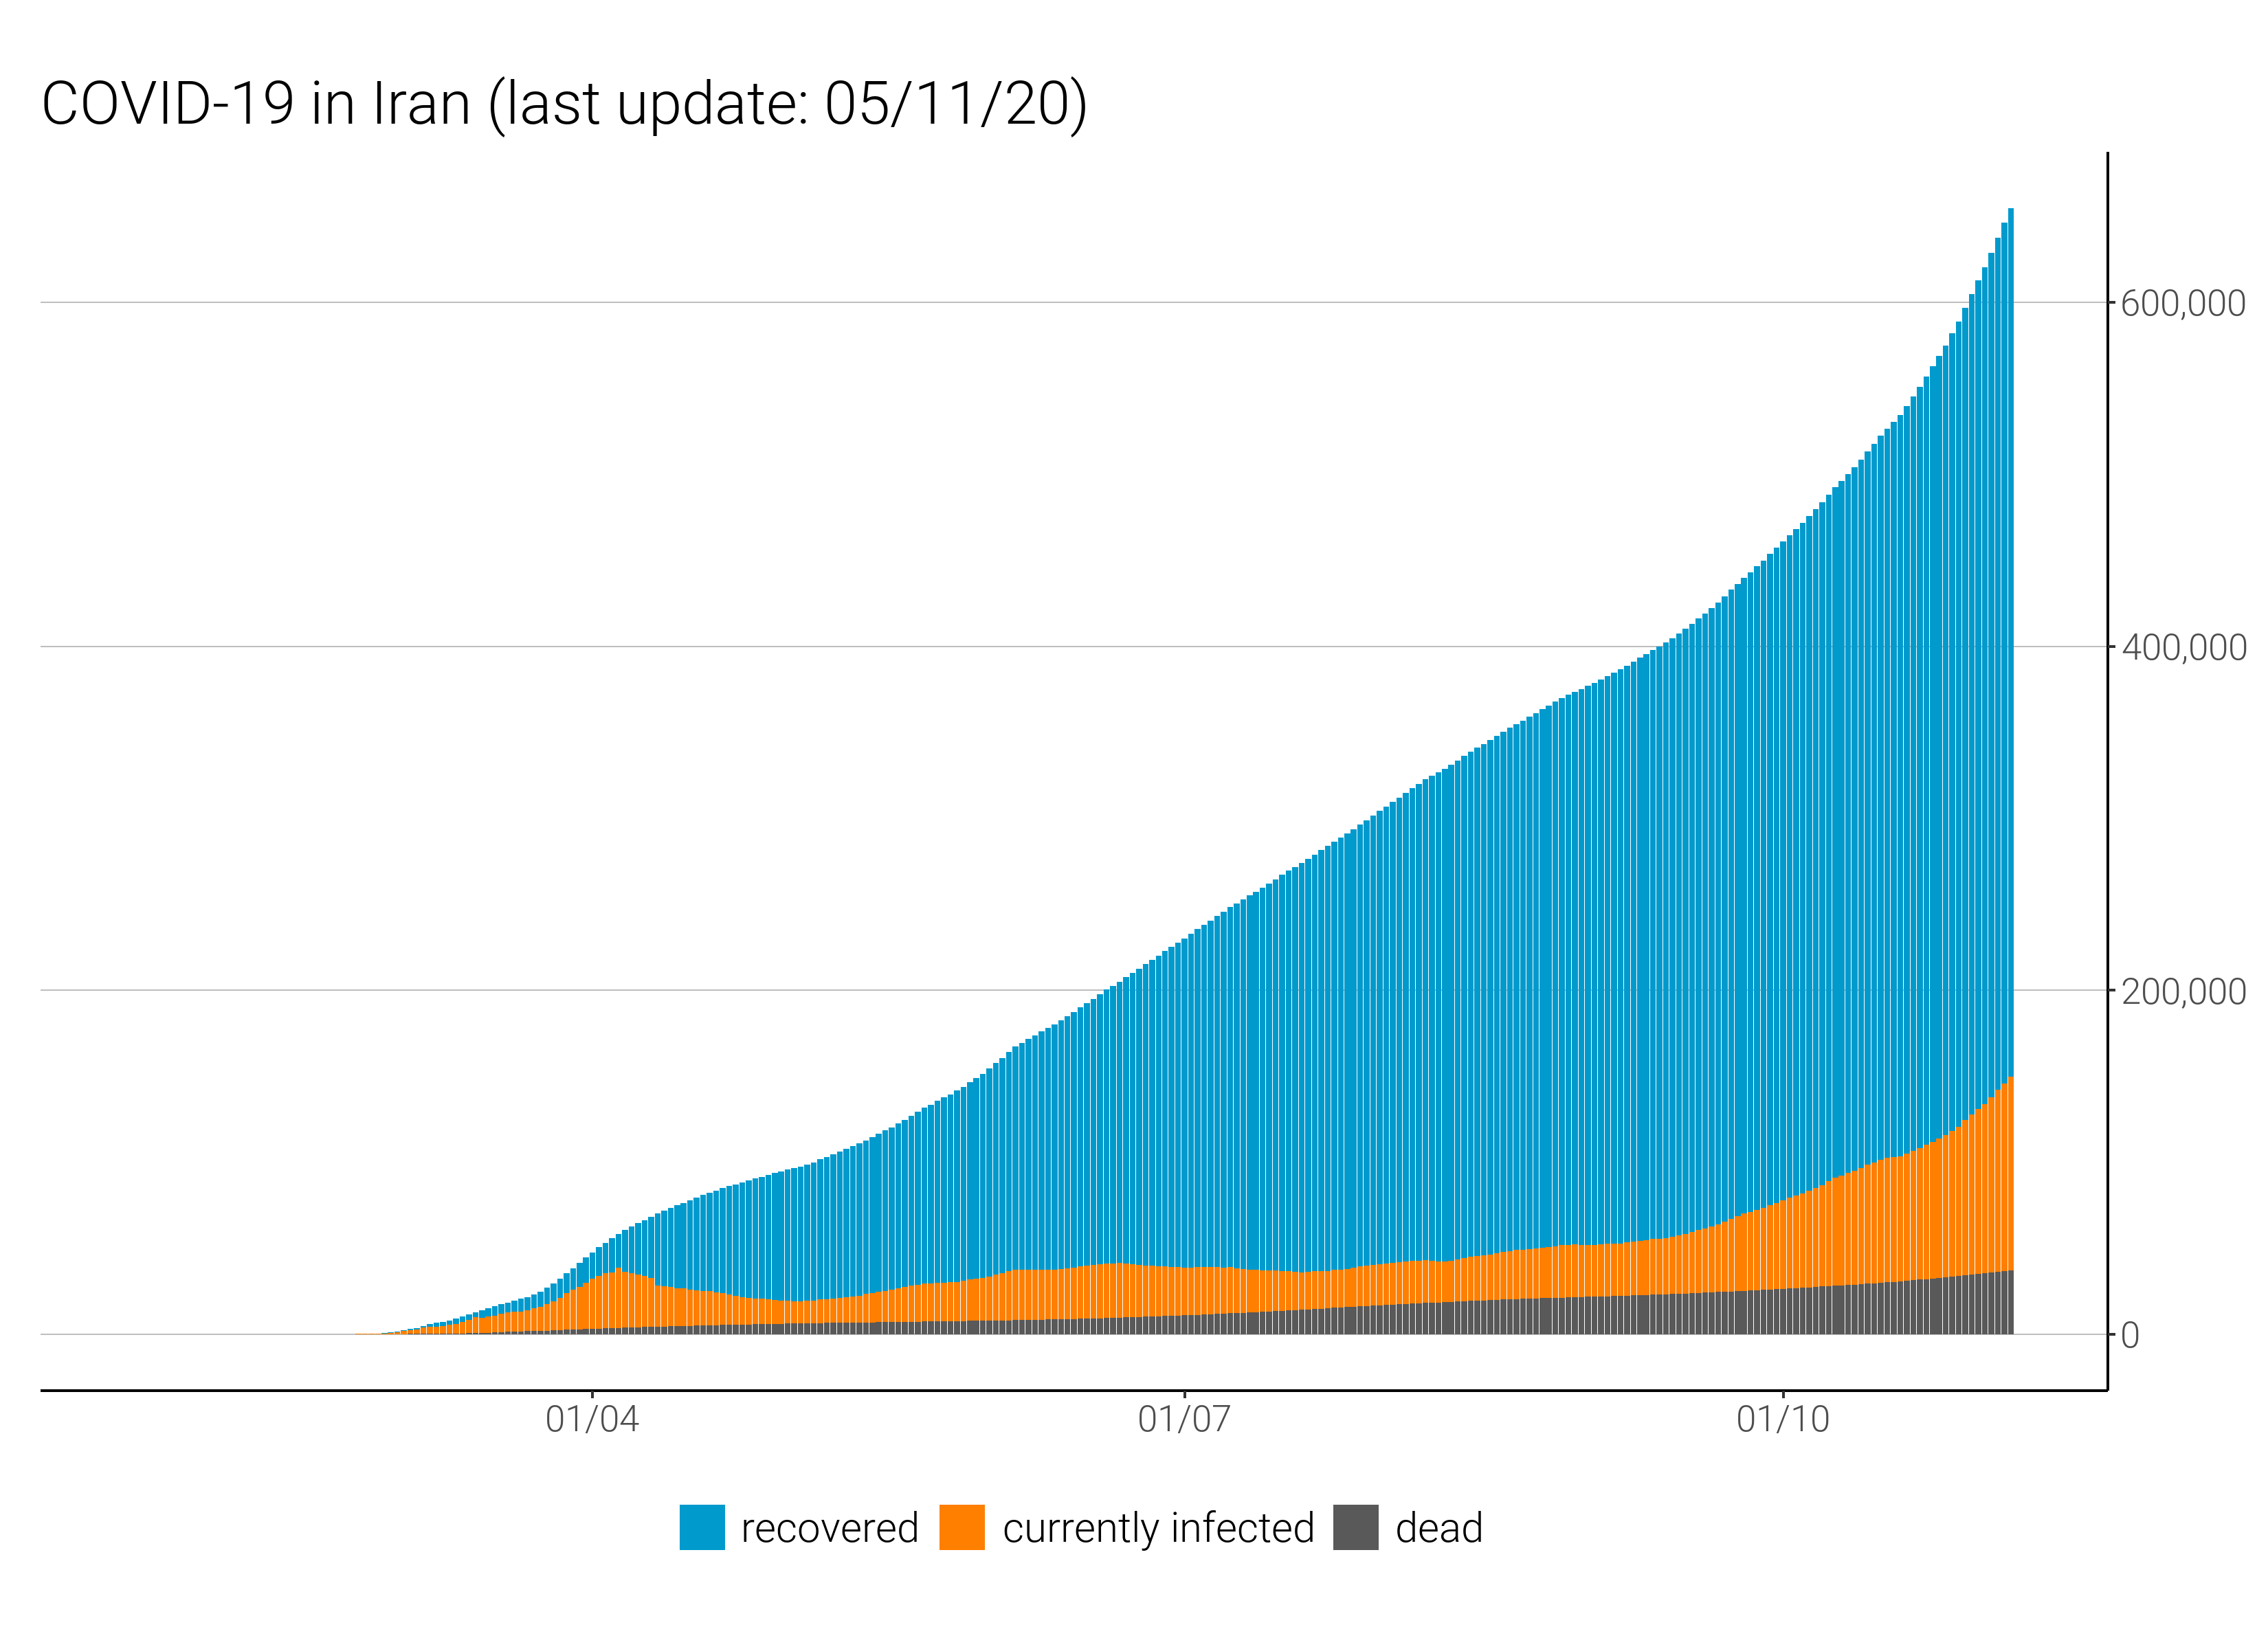 COVID-19 in Iran (last update: 05/11/20)
600,000
400,000
200,000
0
01/04 01/07 01/10
recovered currently infected dead